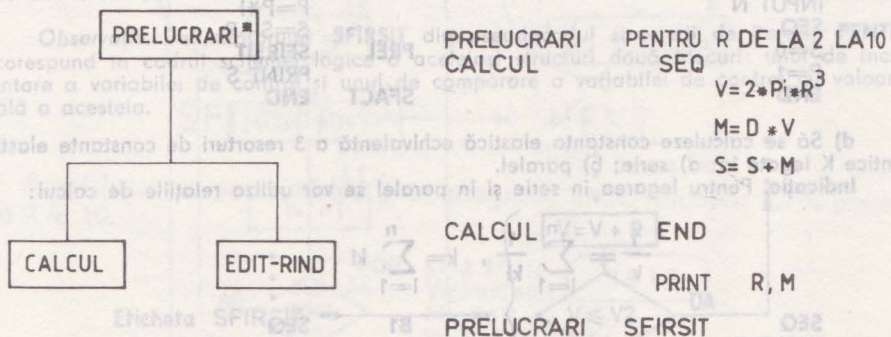 PRELUCRARI*
CALCUL
EDIT-RIND
PRELUCRARI PENTRU R DE LA 2 LA 10
CALCUL SEQ
V=2*Pi*R³
M= D * V
S= S + M
CALCUL END
PRINT R, M
PRELUCRARI SFIRSIT